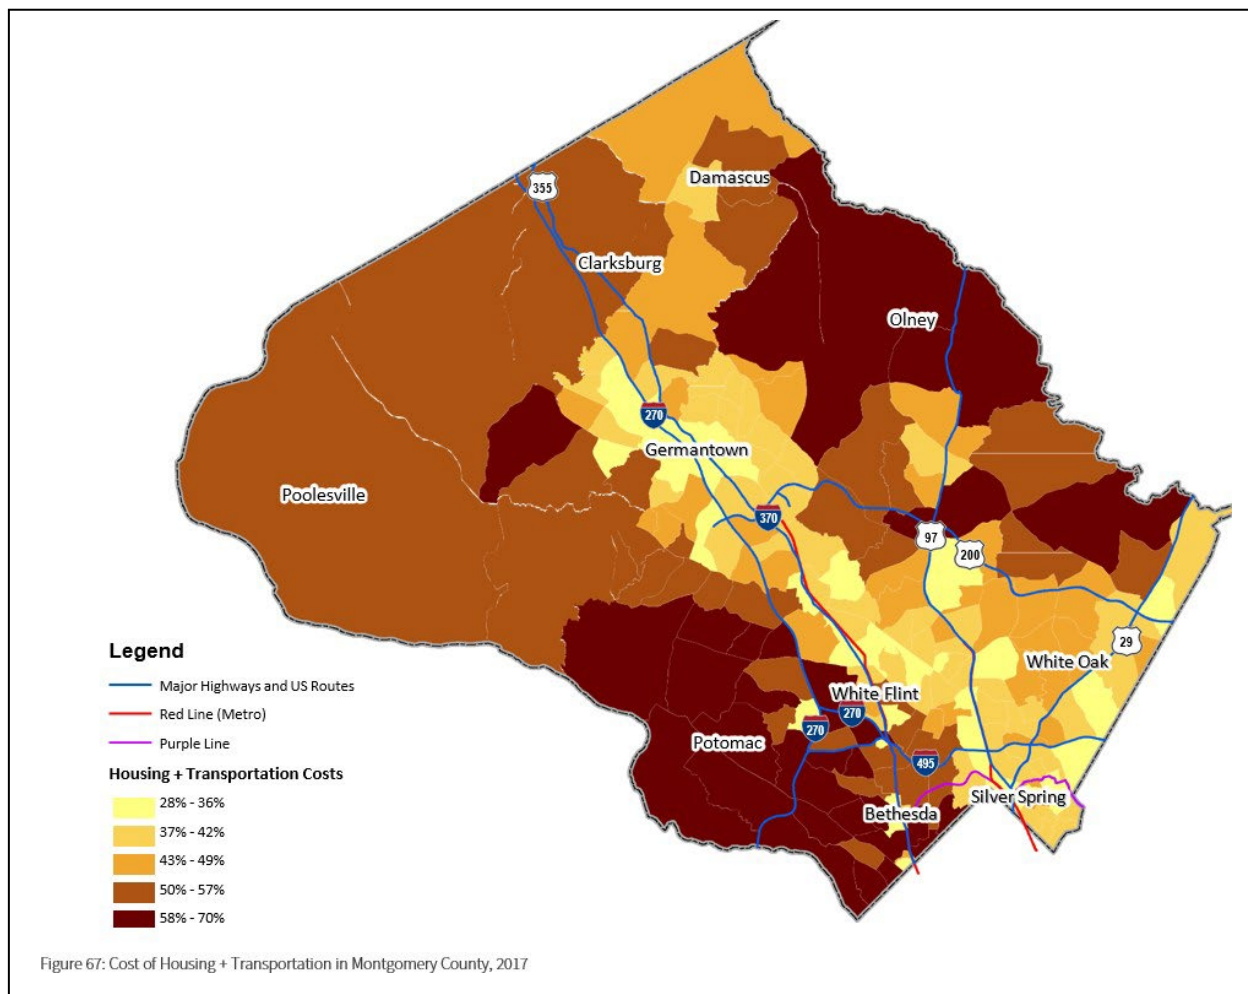 355
Damascus
Clarksburg
Olney
270
Germantown
Poolesville
370
97
200
29
White Oak
White Flint
270
270
Potomac
495
Silver Spring
Bethesda
Legend
Major Highways and US Routes
Red Line (Metro)
Purple Line
Housing + Transportation Costs
28% - 36%
37% - 42%
43% - 49%
50% - 57%
58% - 70%
Figure 67: Cost of Housing + Transportation in Montgomery County, 2017